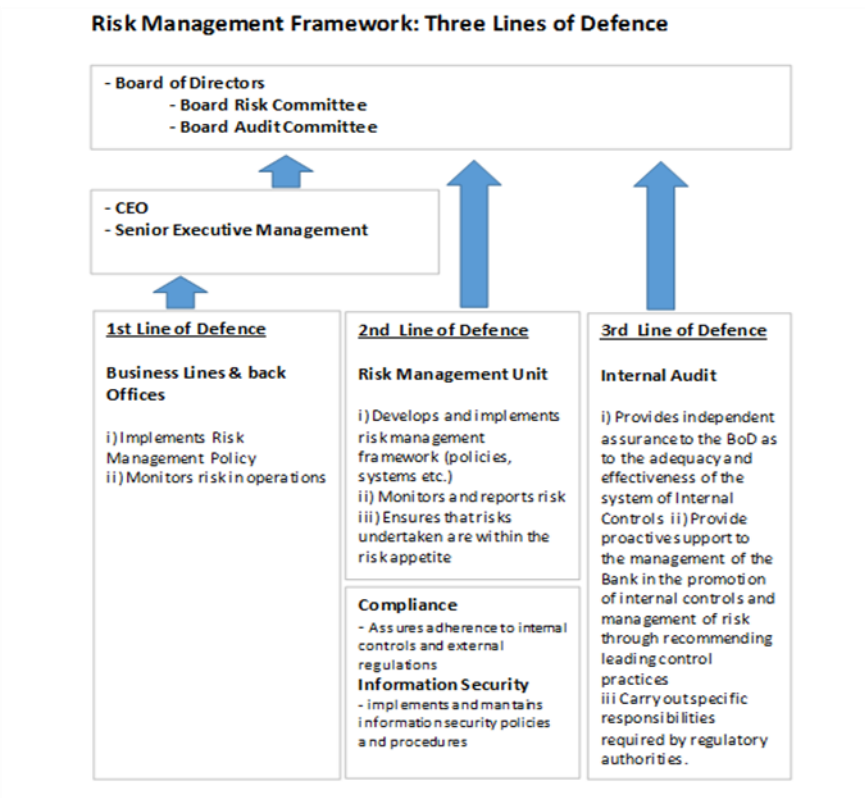 Risk Management Framework: Three Lines of Defence
- Board of Directors
- Board Risk Committee
- Board Audit Committee
- CEO
- Senior Executive Management
1st Line of Defence
Business Lines & back
Offices
i) Implements Risk
Management Policy
ii) Monitors risk in operations
2nd Line of Defence
Risk Management Unit
i) Develops and implements
risk management
framework (policies,
systems etc.)
ii) Monitors and reports risk
iii) Ensures that risks
undertaken are within the
risk appetite
Compliance
- Assures adherence to internal
controls and external
regulations
Information Security
- implements and mantains
information security policies
and procedures
3rd Line of Defence
Internal Audit
i) Provides independent
assurance to the BoD as
to the adequacy and
effectiveness of the
system of Internal
Controls ii) Provide
proactive support to
the management of the
Bank in the promotion
of internal controls and
management of risk
through recommending
leading control
practices
iii Carry out specific
responsibilities
required by regulatory
authorities.